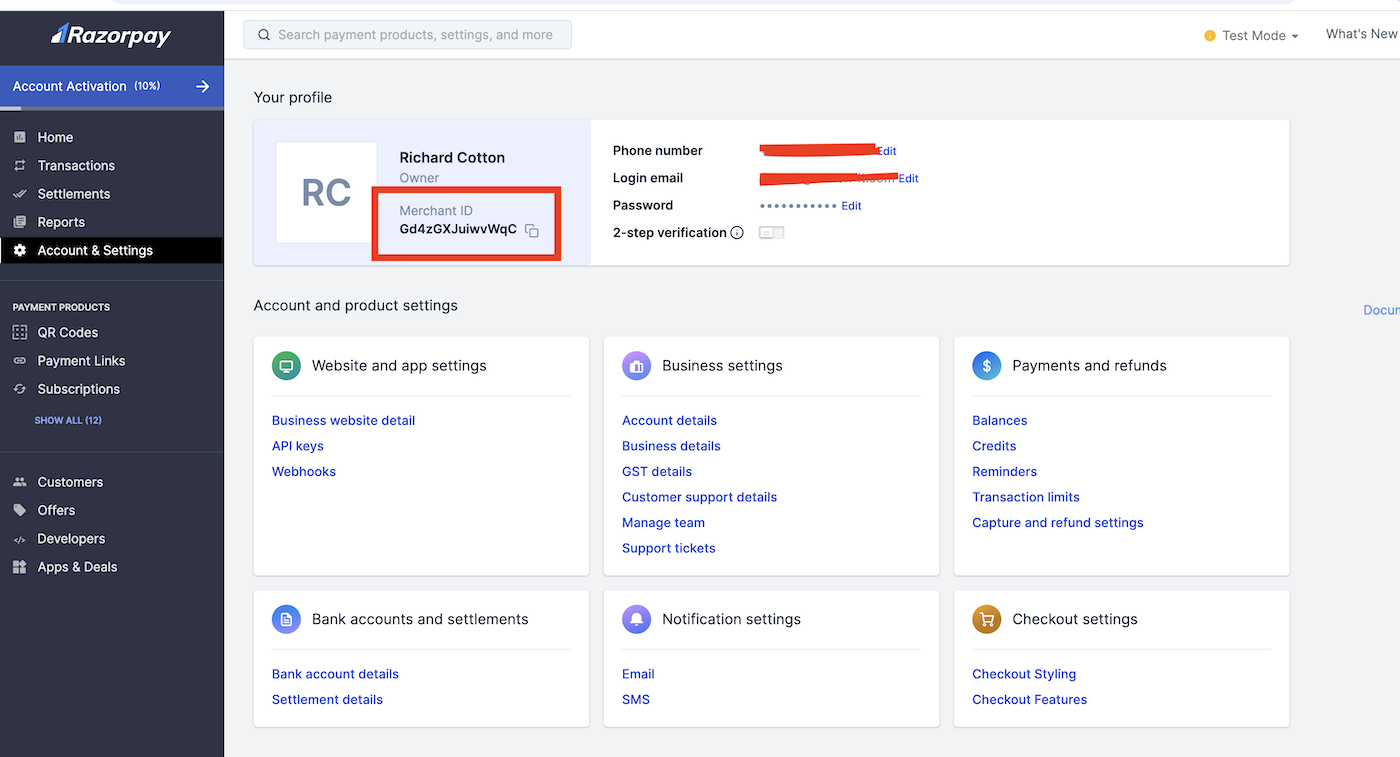 Razorpay
Search payment products, settings, and more
Test Mode
What's New
Account Activation (10%)
Home
Transactions
Settlements
Reports
Account & Settings
PAYMENT PRODUCTS
QR Codes
Payment Links
Subscriptions
SHOW ALL (12)
Customers
Offers
Developers
Apps & Deals
Your profile
RC
Richard Cotton
Owner
Merchant ID
Gd4zGXJuiwvWqC
Phone number Edit
Login email Edit
Password •••••••••••• Edit
2-step verification
Account and product settings
Docum
Website and app settings
Business website detail
API keys
Webhooks
Business settings
Account details
Business details
GST details
Customer support details
Manage team
Support tickets
$
Payments and refunds
Balances
Credits
Reminders
Transaction limits
Capture and refund settings
Bank accounts and settlements
Bank account details
Settlement details
Notification settings
Email
SMS
Checkout settings
Checkout Styling
Checkout Features